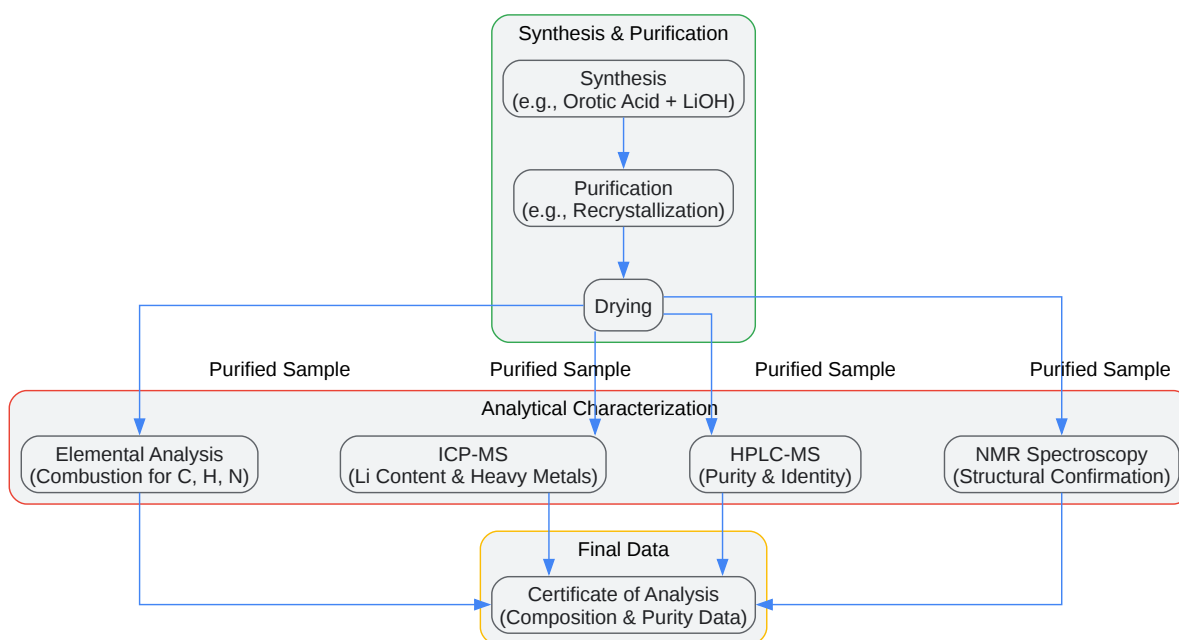 Synthesis & Purification
Synthesis
(e.g., Orotic Acid + LiOH)
Purification
(e.g., Recrystallization)
Drying
Purified Sample
Purified Sample
Purified Sample
Purified Sample
Analytical Characterization
Elemental Analysis
(Combustion for C, H, N)
ICP-MS
(Li Content & Heavy Metals)
HPLC-MS
(Purity & Identity)
NMR Spectroscopy
(Structural Confirmation)
Final Data
Certificate of Analysis
(Composition & Purity Data)